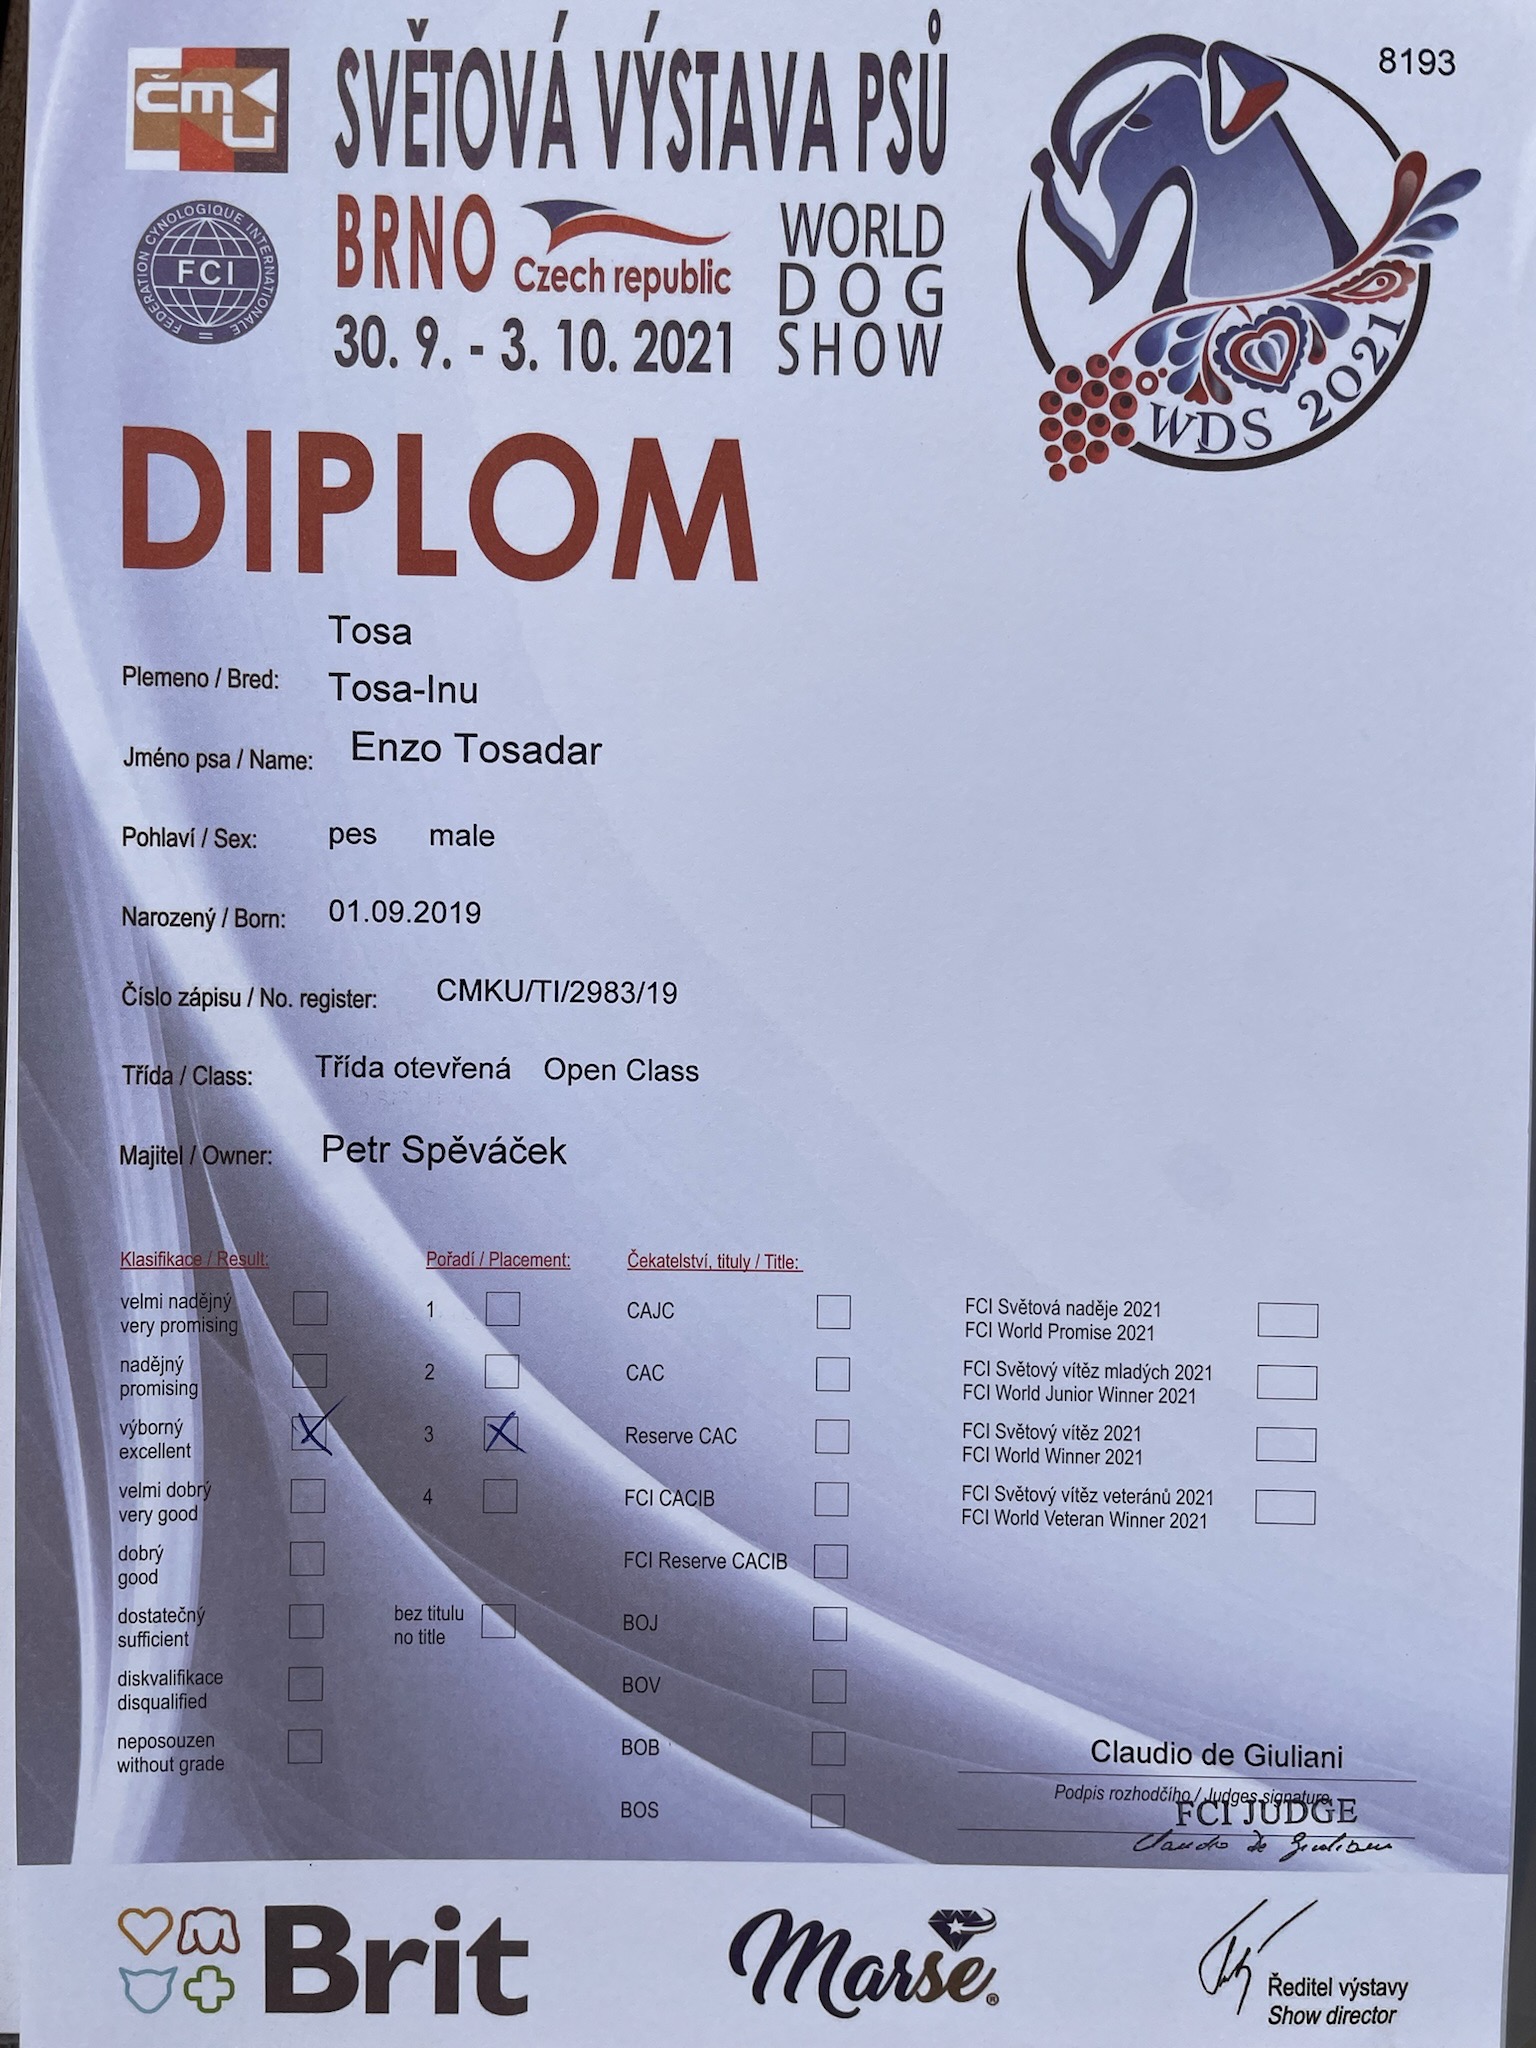 8193
ČMKU
SVĚTOVÁ VÝSTAVA PSŮ
FEDERATION CYNOLOGIQUE INTERNATIONALE
FCI
BRNO
Czech republic
30. 9. - 3. 10. 2021
WORLD
DOG
SHOW
WDS 2021
DIPLOM
Tosa
Plemeno / Bred: Tosa-Inu
Jméno psa / Name: Enzo Tosadar
Pohlaví / Sex: pes male
Narozený / Born: 01.09.2019
Číslo zápisu / No. register: CMKU/TI/2983/19
Třída / Class: Třída otevřená Open Class
Majitel / Owner: Petr Spěváček
Klasifikace / Result:
velmi nadějný
very promising
nadějný
promising
výborný
excellent X
velmi dobrý
very good
dobrý
good
dostatečný
sufficient
diskvalifikace
disqualified
neposouzen
without grade
Pořadí / Placement:
1
2
3 X
4
bez titulu
no title
Čekatelství, tituly / Title:
CAJC
CAC
Reserve CAC
FCI CACIB
FCI Reserve CACIB
BOJ
BOV
BOB
BOS
FCI Světová naděje 2021
FCI World Promise 2021
FCI Světový vítěz mladých 2021
FCI World Junior Winner 2021
FCI Světový vítěz 2021
FCI World Winner 2021
FCI Světový vítěz veteránů 2021
FCI World Veteran Winner 2021
Claudio de Giuliani
Podpis rozhodčího / Judges signature
FCI JUDGE
Claudio de Giuliani
Brit
Marse®
Ředitel výstavy
Show director